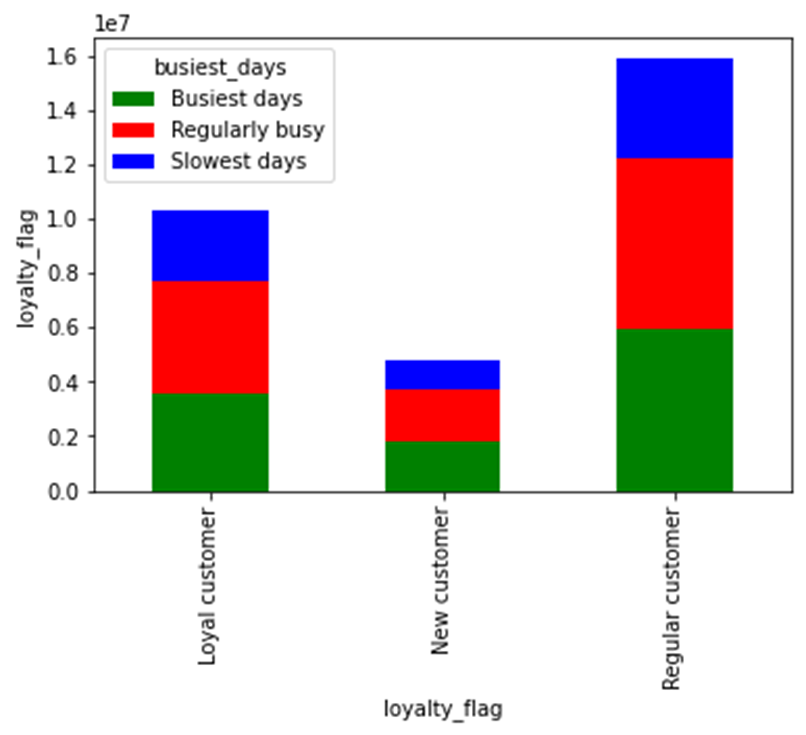 1e7
1.6
1.4
1.2
1.0
0.8
0.6
0.4
0.2
0.0
loyalty_flag
busiest_days
Busiest days
Regularly busy
Slowest days
Loyal customer
New customer
Regular customer
loyalty_flag